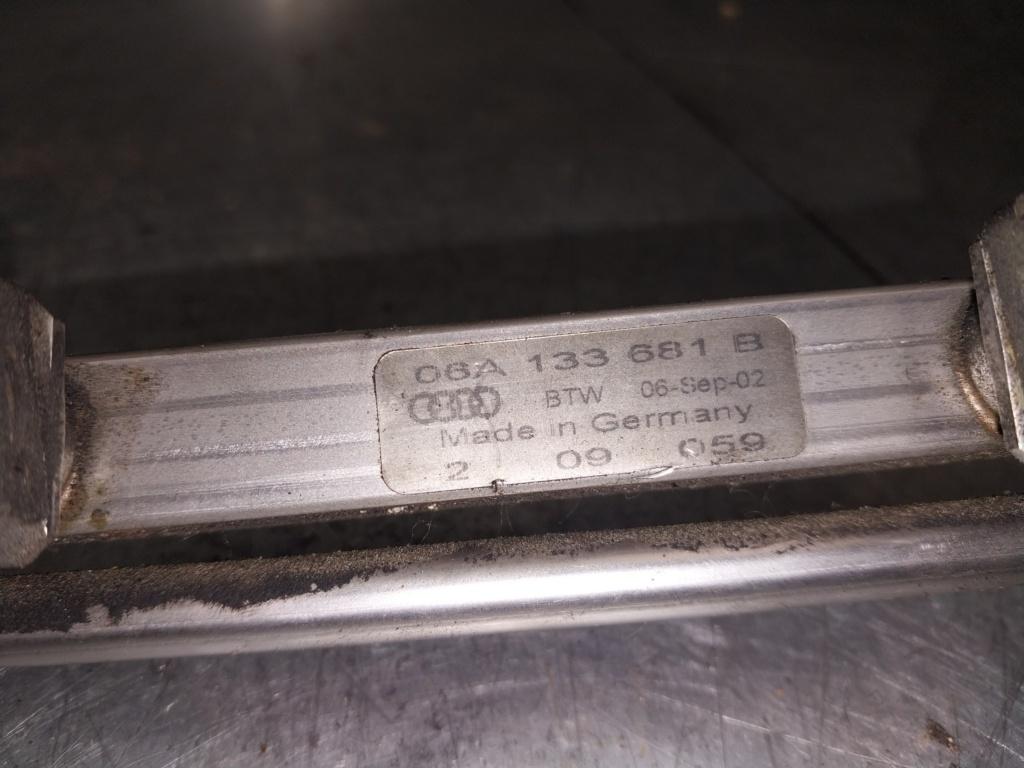 06A 133 681 B
BTW 06-Sep-02
Made in Germany
2 09 059